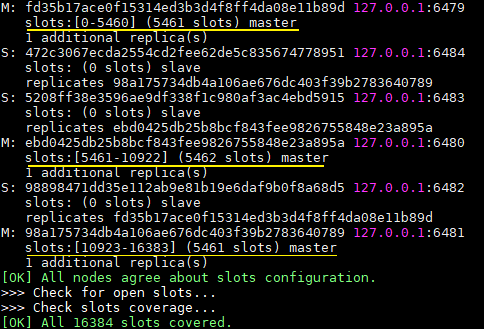 M: fd35b17ace0f15314ed3b3d4f8ff4da08e11b89d 127.0.0.1:6479
slots:[0-5460] (5461 slots) master
1 additional replica(s)
S: 472c3067ecda2554cd2fee62de5c835674778951 127.0.0.1:6484
slots: (0 slots) slave
replicates 98a175734db4a106ae676dc403f39b2783640789
S: 5208ff38e3596ae9df338f1c980af3ac4ebd5915 127.0.0.1:6483
slots: (0 slots) slave
replicates ebd0425db25b8bcf843fee9826755848e23a895a
M: ebd0425db25b8bcf843fee9826755848e23a895a 127.0.0.1:6480
slots:[5461-10922] (5462 slots) master
1 additional replica(s)
S: 98898471dd35e112ab9e81b19e6daf9b0f8a68d5 127.0.0.1:6482
slots: (0 slots) slave
replicates fd35b17ace0f15314ed3b3d4f8ff4da08e11b89d
M: 98a175734db4a106ae676dc403f39b2783640789 127.0.0.1:6481
slots:[10923-16383] (5461 slots) master
1 additional replica(s)
[OK] All nodes agree about slots configuration.
>>> Check for open slots...
>>> Check slots coverage...
[OK] All 16384 slots covered.